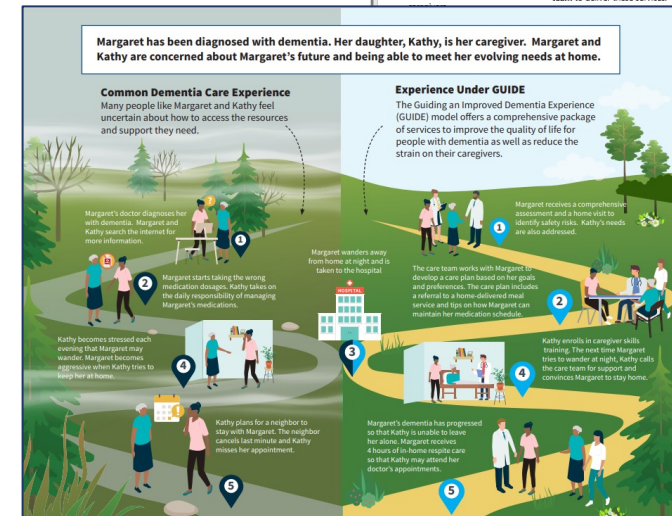 team to deliver these services.
Margaret has been diagnosed with dementia. Her daughter, Kathy, is her caregiver. Margaret and
Kathy are concerned about Margaret's future and being able to meet her evolving needs at home.
Common Dementia Care Experience
Many people like Margaret and Kathy feel
uncertain about how to access the resources
and support they need.
Margaret's doctor diagnoses her
with dementia. Margaret and
Kathy search the internet for
more information.
?
1
2
Margaret starts taking the wrong
medication dosages. Kathy takes on
the daily responsibility of managing
Margaret's medications.
Margaret wanders away
from home at night and is
taken to the hospital
HOSPITAL
3
Kathy becomes stressed each
evening that Margaret may
wander. Margaret becomes
aggressive when Kathy tries to
keep her at home.
4
Kathy plans for a neighbor to
stay with Margaret. The neighbor
cancels last minute and Kathy
misses her appointment.
5
Experience Under GUIDE
The Guiding an Improved Dementia Experience
(GUIDE) model offers a comprehensive package
of services to improve the quality of life for
people with dementia as well as reduce the
strain on their caregivers.
1
Margaret receives a comprehensive
assessment and a home visit to
identify safety risks. Kathy's needs
are also addressed.
The care team works with Margaret to
develop a care plan based on her goals
and preferences. The care plan includes
a referral to a home-delivered meal
service and tips on how Margaret can
maintain her medication schedule.
2
Kathy enrolls in caregiver skills
training. The next time Margaret
tries to wander at night, Kathy calls
the care team for support and
convinces Margaret to stay home.
4
Margaret's dementia has progressed
so that Kathy is unable to leave
her alone. Margaret receives
4 hours of in-home respite care
so that Kathy may attend her
doctor's appointments.
5